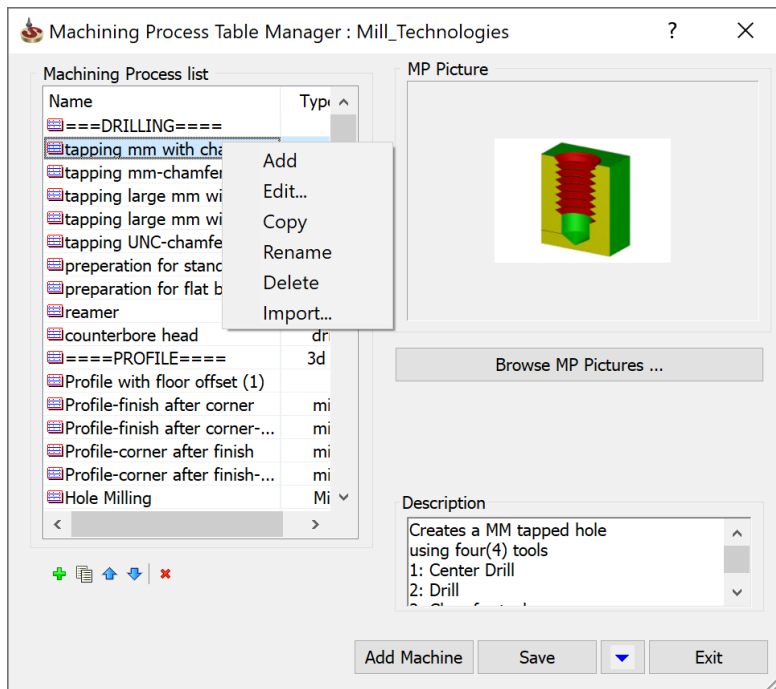 Machining Process Table Manager : Mill_Technologies
?
Machining Process list
Name Type
===DRILLING====
tapping mm with cha
tapping mm-chamfer
tapping large mm wi
tapping large mm wi
tapping UNC-chamfe
preperation for stand
preparation for flat b
reamer
counterbore head dri
====PROFILE==== 3d
Profile with floor offset (1)
Profile-finish after corner mi
Profile-finish after corner-... mi
Profile-corner after finish mi
Profile-corner after finish-... mi
Hole Milling Mi
Add
Edit...
Copy
Rename
Delete
Import...
MP Picture
Browse MP Pictures ...
Description
Creates a MM tapped hole
using four(4) tools
1: Center Drill
2: Drill
Add Machine
Save
Exit